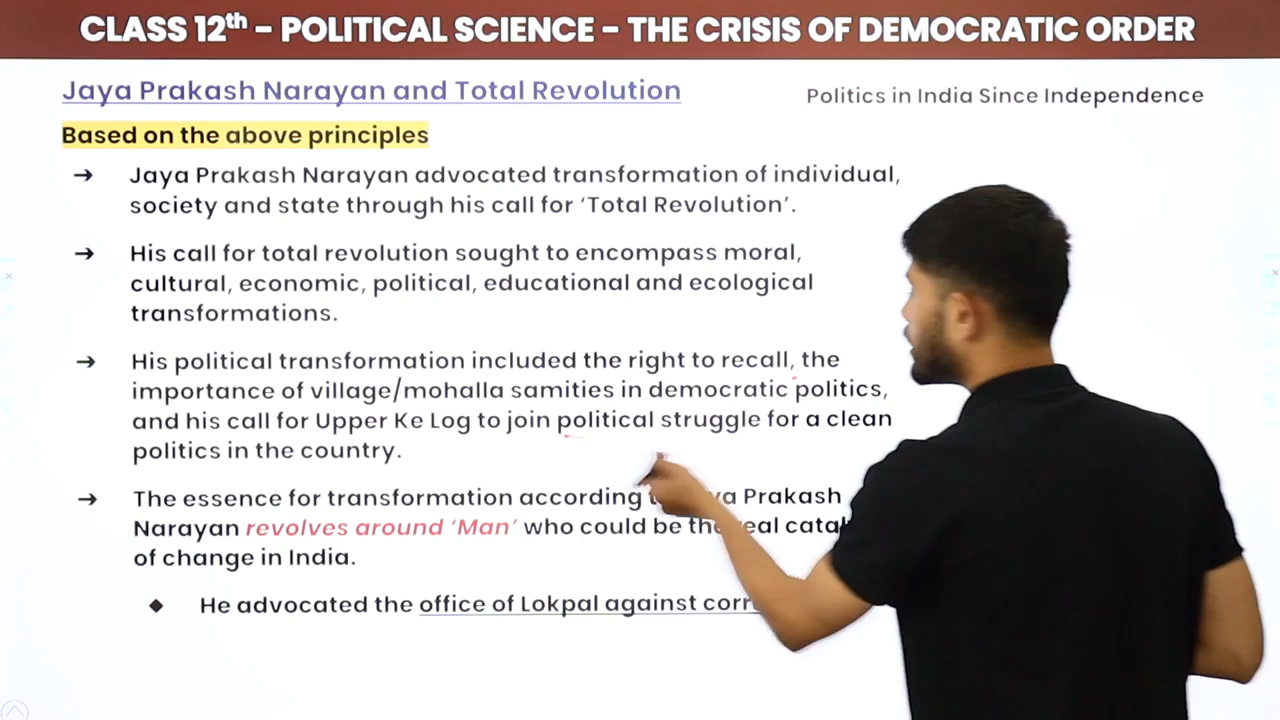 CLASS 12th – POLITICAL SCIENCE – THE CRISIS OF DEMOCRATIC ORDER
Jaya Prakash Narayan and Total Revolution
Politics in India Since Independence
Based on the above principles
→ Jaya Prakash Narayan advocated transformation of individual,
society and state through his call for ‘Total Revolution’.
→ His call for total revolution sought to encompass moral,
cultural, economic, political, educational and ecological
transformations.
→ His political transformation included the right to recall, the
importance of village/mohalla samities in democratic politics,
and his call for Upper Ke Log to join political struggle for a clean
politics in the country.
→ The essence for transformation according Prakash
Narayan revolves around ‘Man’ who could be
of change in India.
◆ He advocated the office of Lokpal against